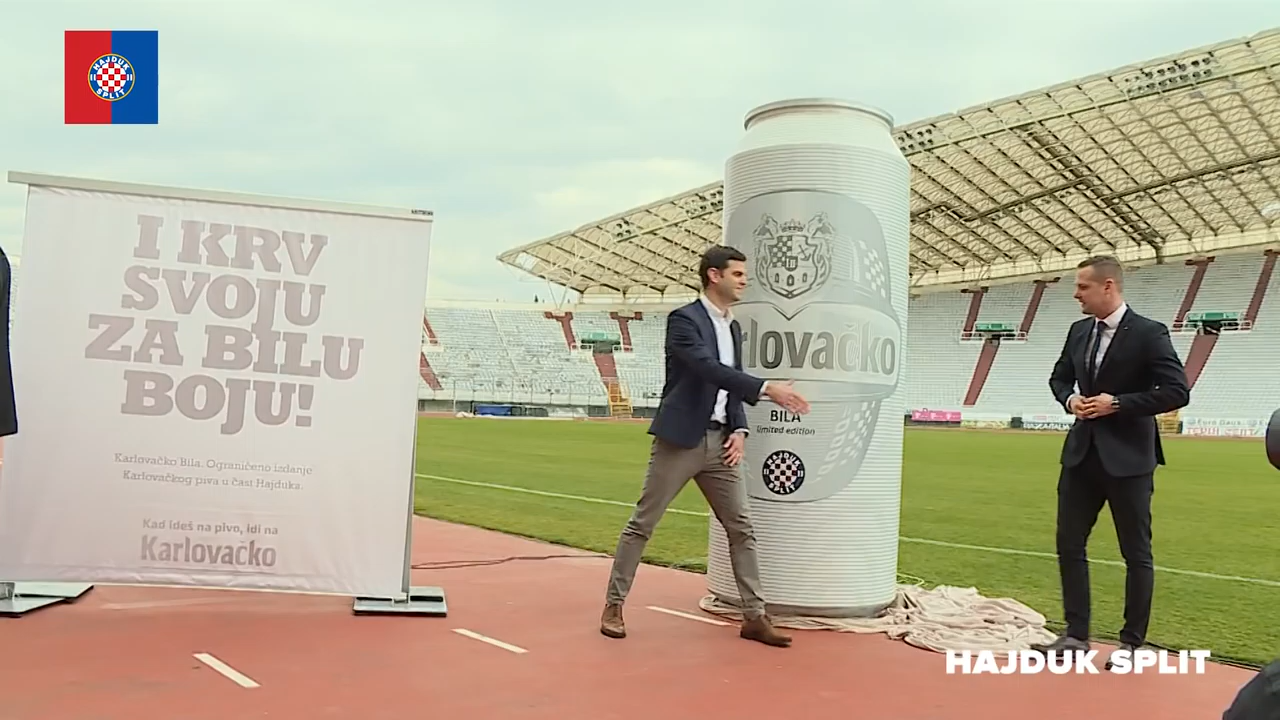 HAJDUK
SPLIT
I KRV
SVOJU
ZA BILU
BOJU!
Karlovačko Bila. Ograničeno izdanje
Karlovačkog piva u čast Hajduka.
Kad ideš na pivo, idi na
Karlovačko
rlovačko
BILA
limited edition
HAJDUK
SPLIT
HAJDUK SPLIT